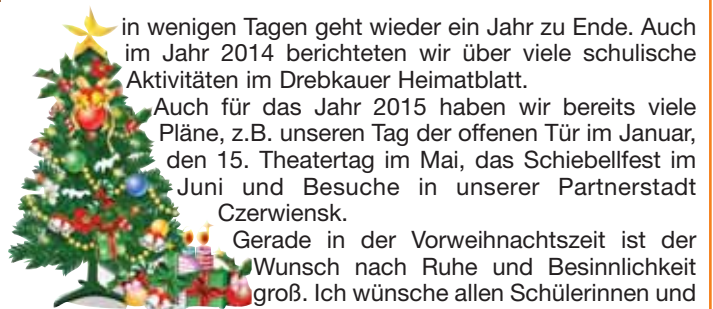 in wenigen Tagen geht wieder ein Jahr zu Ende. Auch
im Jahr 2014 berichteten wir über viele schulische
Aktivitäten im Drebkauer Heimatblatt.
Auch für das Jahr 2015 haben wir bereits viele
Pläne, z.B. unseren Tag der offenen Tür im Januar,
den 15. Theatertag im Mai, das Schiebellfest im
Juni und Besuche in unserer Partnerstadt
Czerwiensk.
Gerade in der Vorweihnachtszeit ist der
Wunsch nach Ruhe und Besinnlichkeit
groß. Ich wünsche allen Schülerinnen und